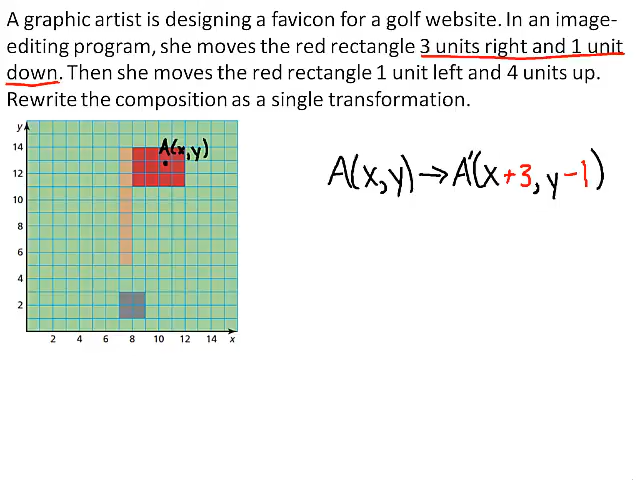 A graphic artist is designing a favicon for a golf website. In an image-
editing program, she moves the red rectangle 3 units right and 1 unit
down. Then she moves the red rectangle 1 unit left and 4 units up.
Rewrite the composition as a single transformation.
y
14
12
10
8
6
4
2
2 4 6 8 10 12 14 x
A(x,y)
A(x,y)→A'(x+3, y-1)